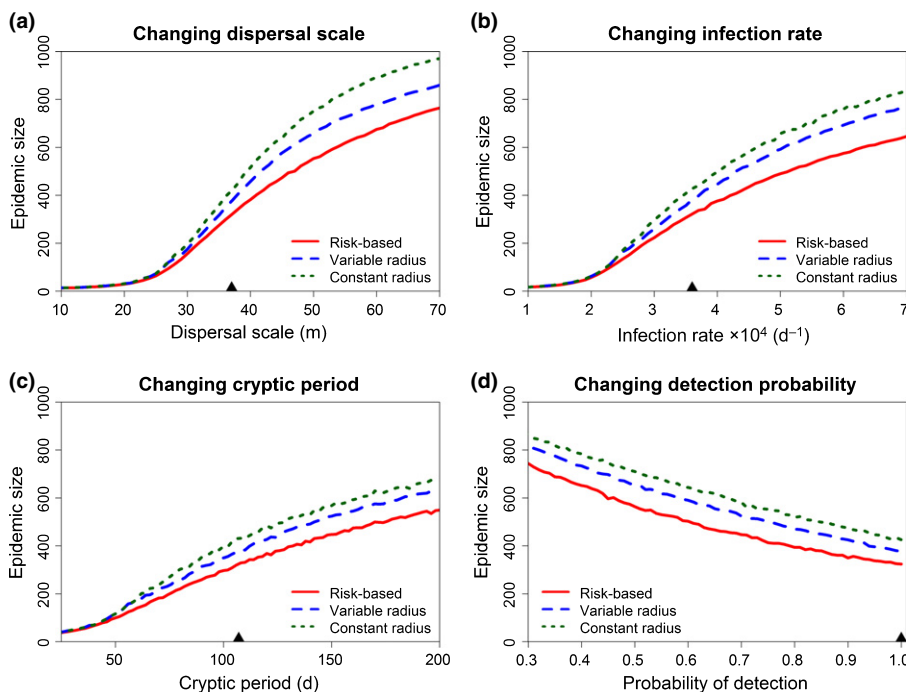 (a)
Changing dispersal scale
Epidemic size
0 200 400 600 800 1000
Risk-based
Variable radius
Constant radius
10 20 30 40 50 60 70
Dispersal scale (m)
(b)
Changing infection rate
Epidemic size
0 200 400 600 800 1000
Risk-based
Variable radius
Constant radius
1 2 3 4 5 6 7
Infection rate ×10⁴ (d⁻¹)
(c)
Changing cryptic period
Epidemic size
0 200 400 600 800 1000
Risk-based
Variable radius
Constant radius
50 100 150 200
Cryptic period (d)
(d)
Changing detection probability
Epidemic size
0 200 400 600 800 1000
Risk-based
Variable radius
Constant radius
0.3 0.4 0.5 0.6 0.7 0.8 0.9 1.0
Probability of detection